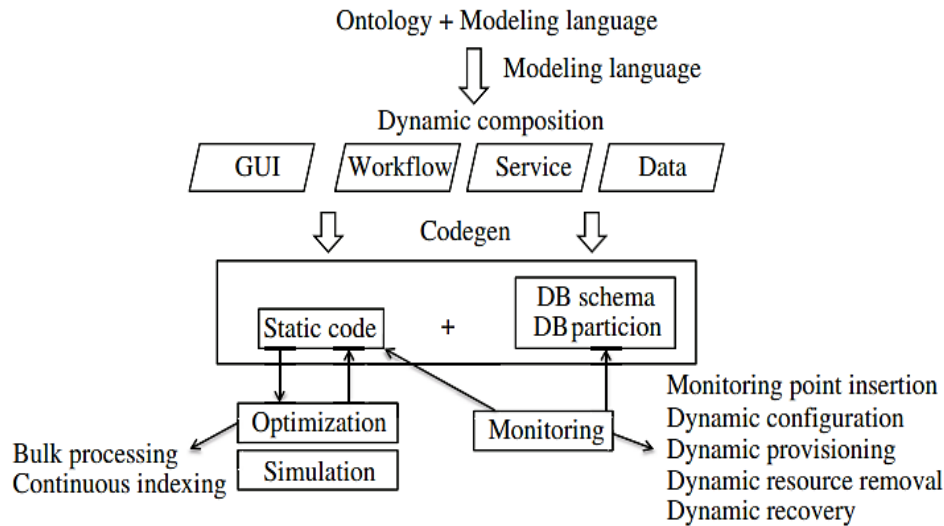 Ontology + Modeling language
Modeling language
Dynamic composition
GUI
Workflow
Service
Data
Codegen
Static code
+
DB schema
DB particion
Optimization
Simulation
Monitoring
Bulk processing
Continuous indexing
Monitoring point insertion
Dynamic configuration
Dynamic provisioning
Dynamic resource removal
Dynamic recovery